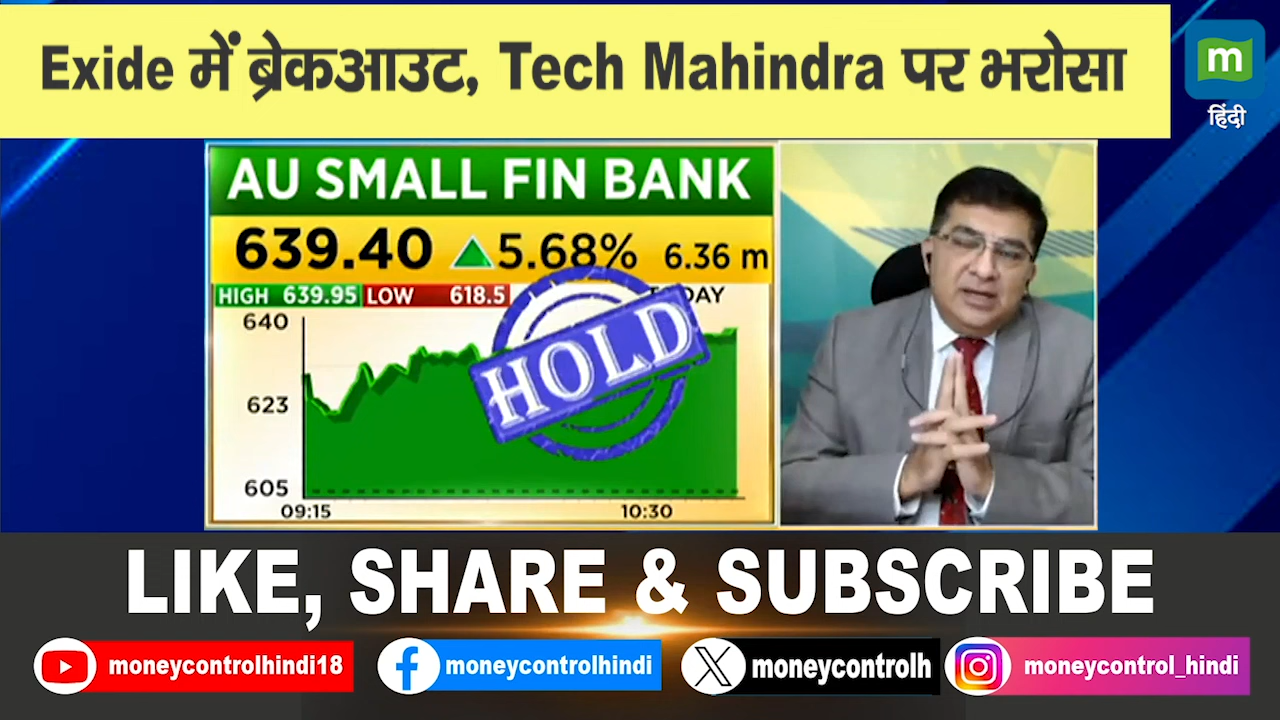 Exide में ब्रेकआउट, Tech Mahindra पर भरोसा
m
हिंदी
AU SMALL FIN BANK
639.40 ▲5.68% 6.36 m
HIGH 639.95 LOW 618.5
640
623
605
09:15 10:30
HOLD
LIKE, SHARE & SUBSCRIBE
moneycontrolhindi18 moneycontrolhindi moneycontrolh moneycontrol_hindi